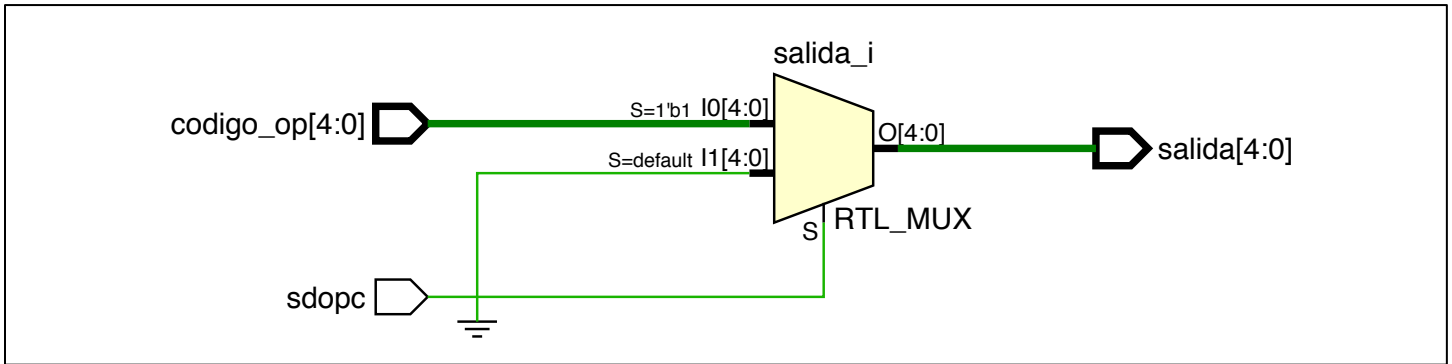 salida_i
codigo_op[4:0]
S=1'b1 I0[4:0]
O[4:0]
salida[4:0]
S=default I1[4:0]
S
RTL_MUX
sdopc